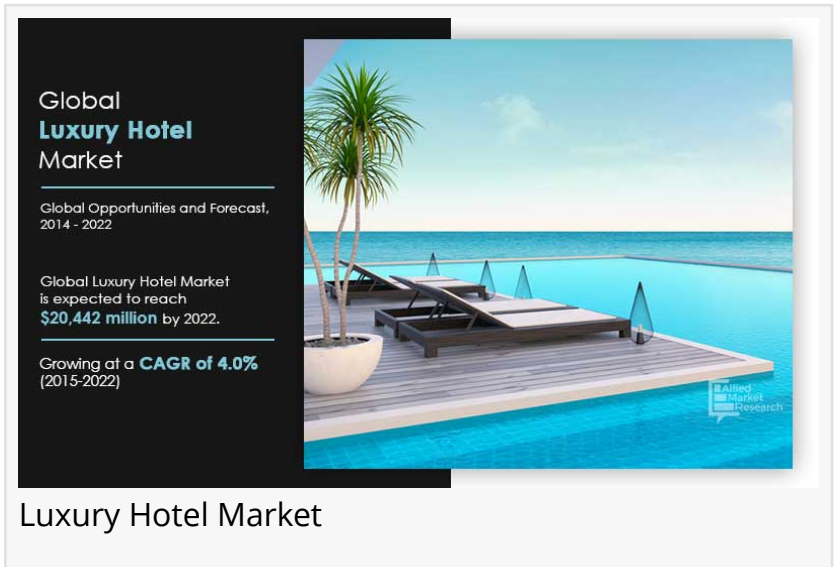 Global
Luxury Hotel
Market
Global Opportunities and Forecast,
2014 - 2022
Global Luxury Hotel Market
is expected to reach
$20,442 million by 2022.
Growing at a CAGR of 4.0%
(2015-2022)
Allied
Market
Research
Luxury Hotel Market